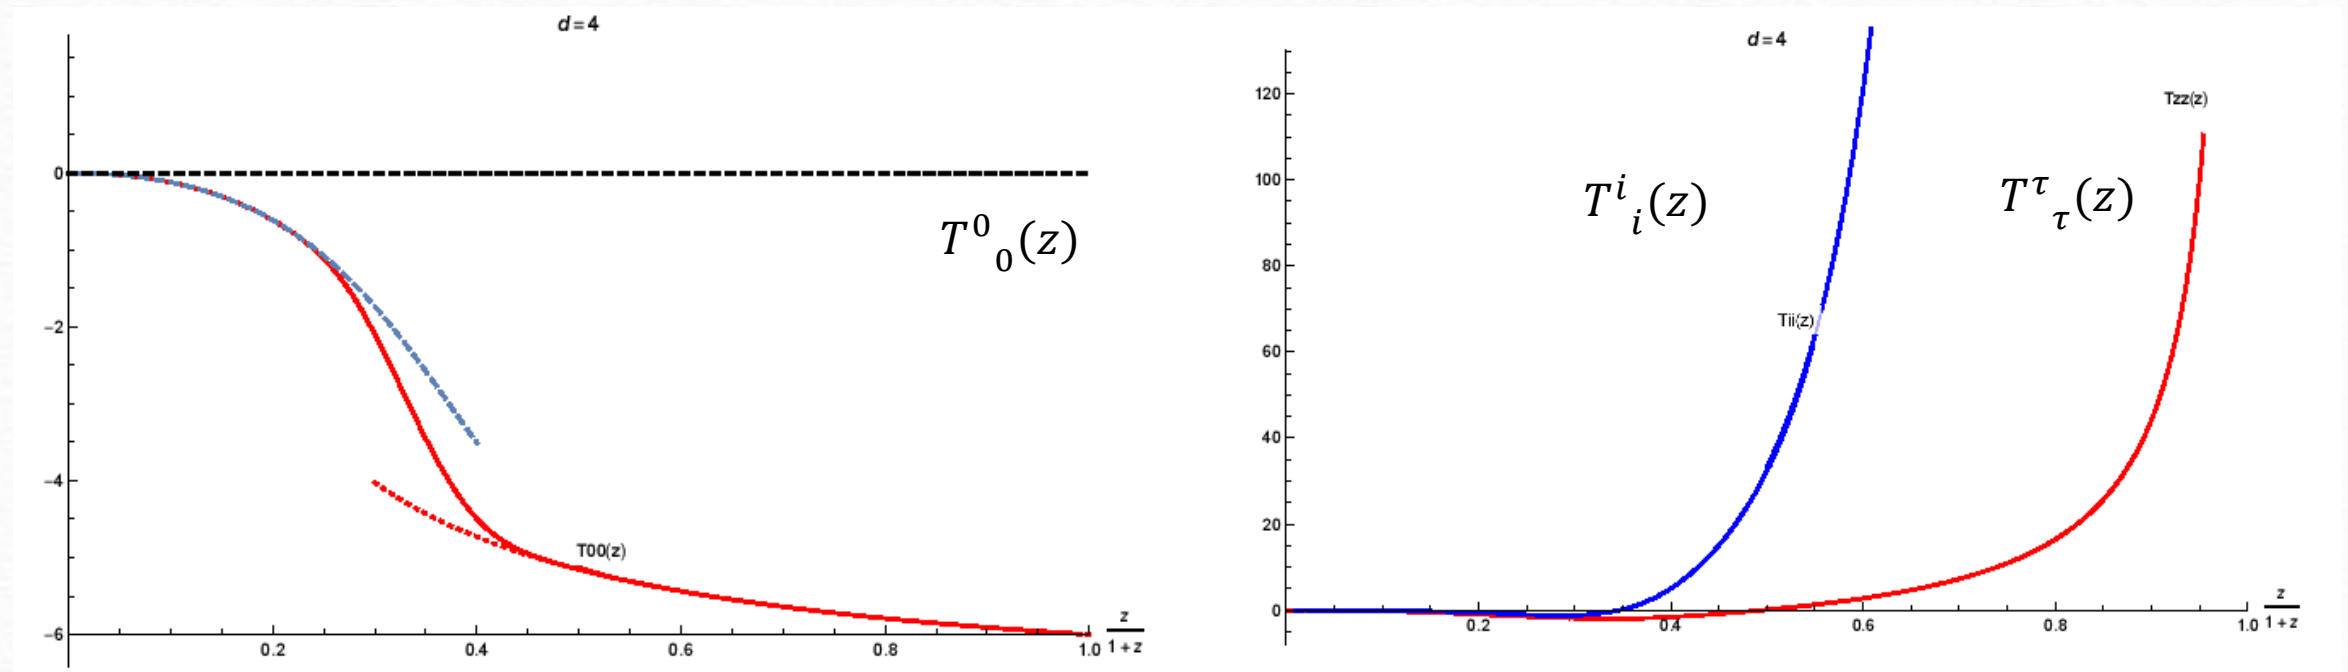 d=4
0
−2
−4
−6
T⁰₀(z)
T00(z)
0.2 0.4 0.6 0.8 1.0
z/(1+z)
d=4
120
100
80
60
40
20
0
Tⁱᵢ(z)
T^τ_τ(z)
Tzz(z)
Tii(z)
0.2 0.4 0.6 0.8 1.0
z/(1+z)